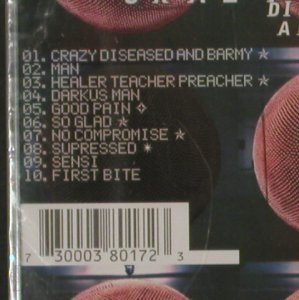 DI
A
01. CRAZY DISEASED AND BARMY ✯
02. MAN
03. HEALER TEACHER PREACHER ✯
04. DARKUS MAN
05. GOOD PAIN ✧
06. SO GLAD ✯
07. NO COMPROMISE ✯
08. SUPRESSED ✴
09. SENSI
10. FIRST BITE
7 30003 80172 3